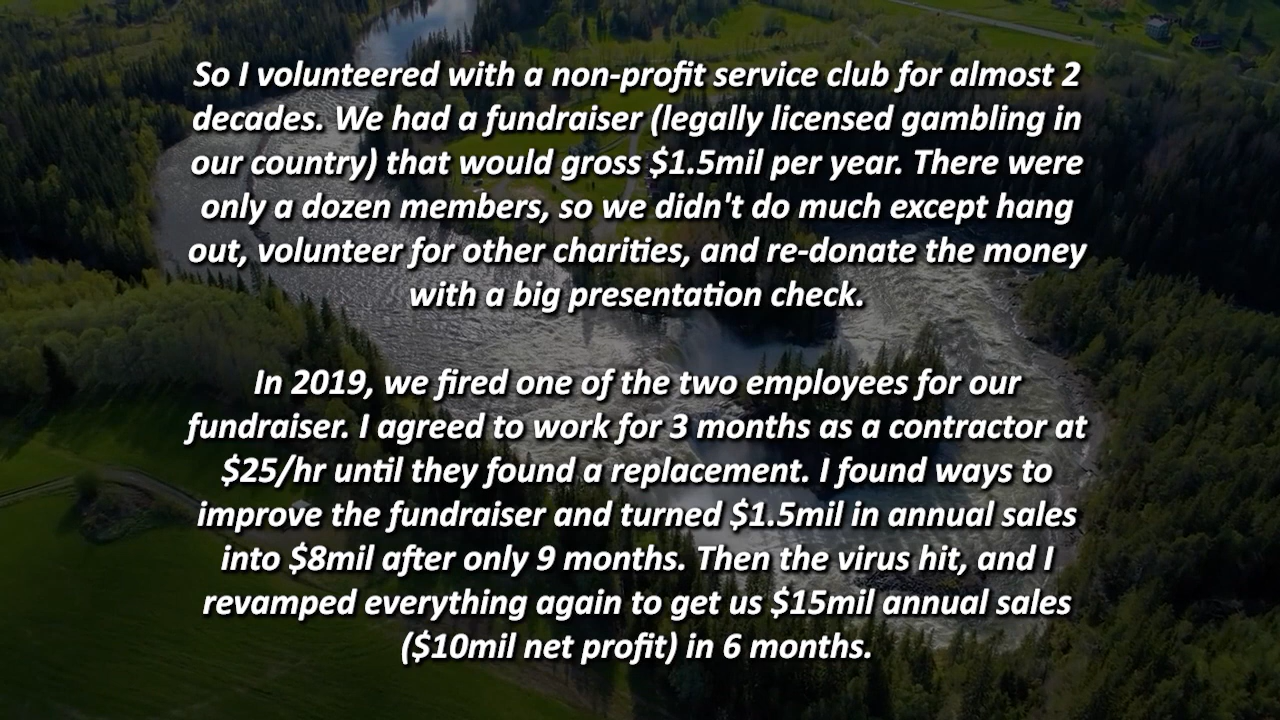 So I volunteered with a non-profit service club for almost 2
decades. We had a fundraiser (legally licensed gambling in
our country) that would gross $1.5mil per year. There were
only a dozen members, so we didn't do much except hang
out, volunteer for other charities, and re-donate the money
with a big presentation check.
In 2019, we fired one of the two employees for our
fundraiser. I agreed to work for 3 months as a contractor at
$25/hr until they found a replacement. I found ways to
improve the fundraiser and turned $1.5mil in annual sales
into $8mil after only 9 months. Then the virus hit, and I
revamped everything again to get us $15mil annual sales
($10mil net profit) in 6 months.